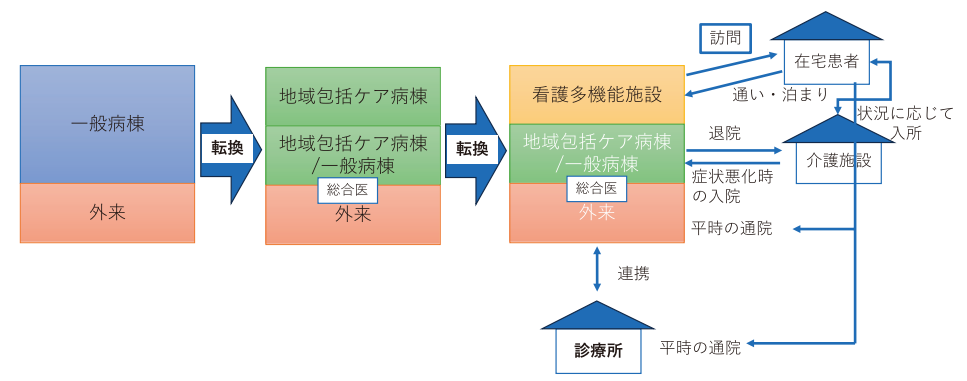 一般病棟
外来
転換
地域包括ケア病棟
地域包括ケア病棟
/一般病棟
総合医
外来
転換
看護多機能施設
地域包括ケア病棟
/一般病棟
総合医
外来
訪問
在宅患者
通い・泊まり
状況に応じて
入所
退院
介護施設
症状悪化時
の入院
平時の通院
連携
診療所
平時の通院